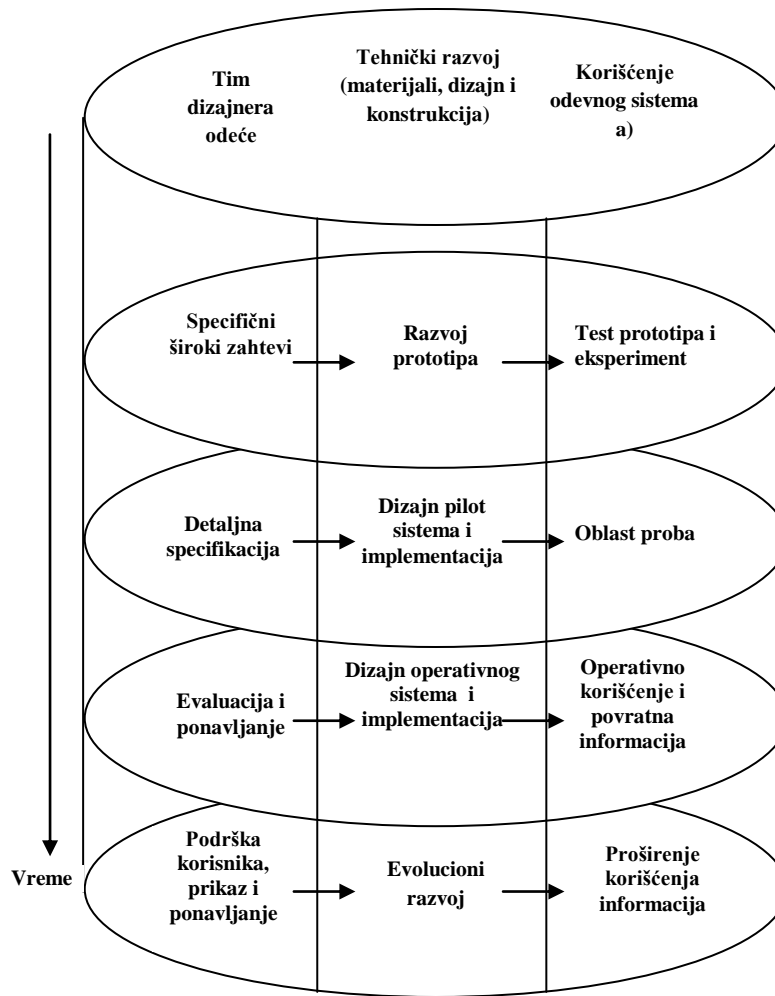 Tim
dizajnera
odeće
Tehnički razvoj
(materijali, dizajn i
konstrukcija)
Korišćenje
odevnog sistema
a)
Specifični
široki zahtevi
Razvoj
prototipa
Test prototipa i
eksperiment
Detaljna
specifikacija
Dizajn pilot
sistema i
implementacija
Oblast proba
Evaluacija i
ponavljanje
Dizajn operativnog
sistema i
implementacija
Operativno
korišćenje i
povratna
informacija
Podrška
korisnika,
prikaz i
ponavljanje
Evolucioni
razvoj
Proširenje
korišćenja
informacija
Vreme